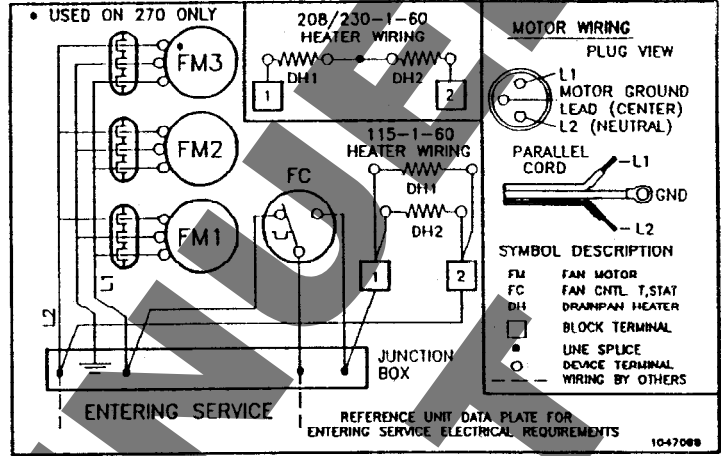 • USED ON 270 ONLY
FM3
FM2
FM1
L1
L2
208/230-1-60
HEATER WIRING
DH1
DH2
1
2
115-1-60
HEATER WIRING
DH1
DH2
1
2
FC
JUNCTION
BOX
ENTERING SERVICE
REFERENCE UNIT DATA PLATE FOR
ENTERING SERVICE ELECTRICAL REQUIREMENTS
MOTOR WIRING
PLUG VIEW
L1
MOTOR GROUND
LEAD (CENTER)
L2 (NEUTRAL)
PARALLEL
CORD
L1
GND
L2
SYMBOL DESCRIPTION
FM FAN MOTOR
FC FAN CNTL T,STAT
DH DRAINPAN HEATER
BLOCK TERMINAL
LINE SPLICE
DEVICE TERMINAL
WIRING BY OTHERS